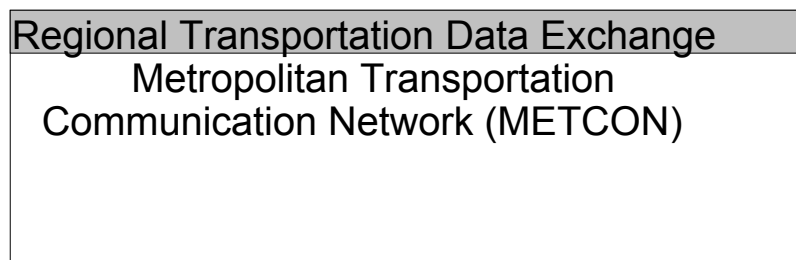 Regional Transportation Data Exchange
Metropolitan Transportation
Communication Network (METCON)